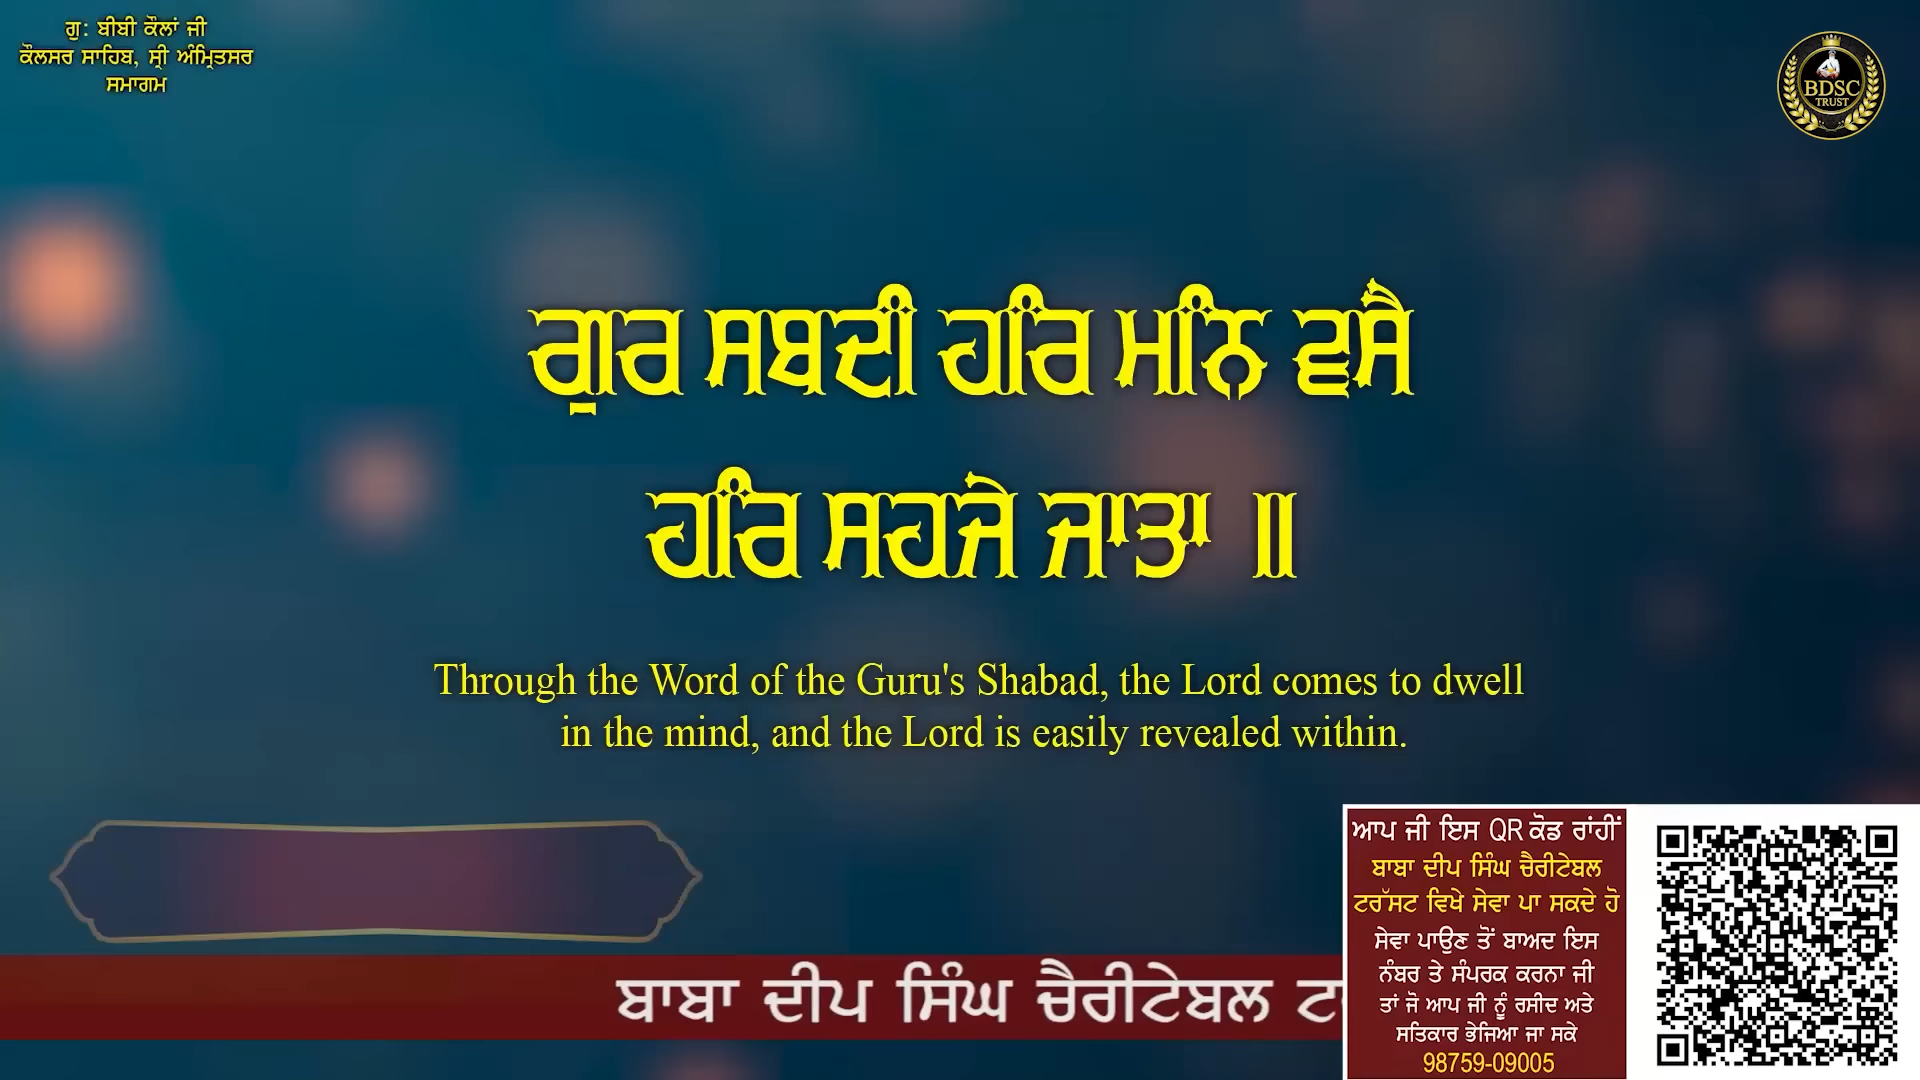 ਗੁ: ਬੀਬੀ ਕੌਲਾਂ ਜੀ
ਕੌਲਸਰ ਸਾਹਿਬ, ਸ੍ਰੀ ਅੰਮ੍ਰਿਤਸਰ
ਸਮਾਗਮ
BDSC
TRUST
ਗੁਰ ਸਬਦੀ ਹਰਿ ਮਨਿ ਵਸੈ
ਹਰਿ ਸਹਜੇ ਜਾਤਾ ॥
Through the Word of the Guru's Shabad, the Lord comes to dwell
in the mind, and the Lord is easily revealed within.
ਬਾਬਾ ਦੀਪ ਸਿੰਘ ਚੈਰੀਟੇਬਲ
ਆਪ ਜੀ ਇਸ QR ਕੋਡ ਰਾਂਹੀਂ
ਬਾਬਾ ਦੀਪ ਸਿੰਘ ਚੈਰੀਟੇਬਲ
ਟਰੱਸਟ ਵਿਖੇ ਸੇਵਾ ਪਾ ਸਕਦੇ ਹੋ
ਸੇਵਾ ਪਾਉਣ ਤੋਂ ਬਾਅਦ ਇਸ
ਨੰਬਰ ਤੇ ਸੰਪਰਕ ਕਰਨਾ ਜੀ
ਤਾਂ ਜੋ ਆਪ ਜੀ ਨੂੰ ਰਸੀਦ ਅਤੇ
ਸਤਿਕਾਰ ਭੇਜਿਆ ਜਾ ਸਕੇ
98759-09005